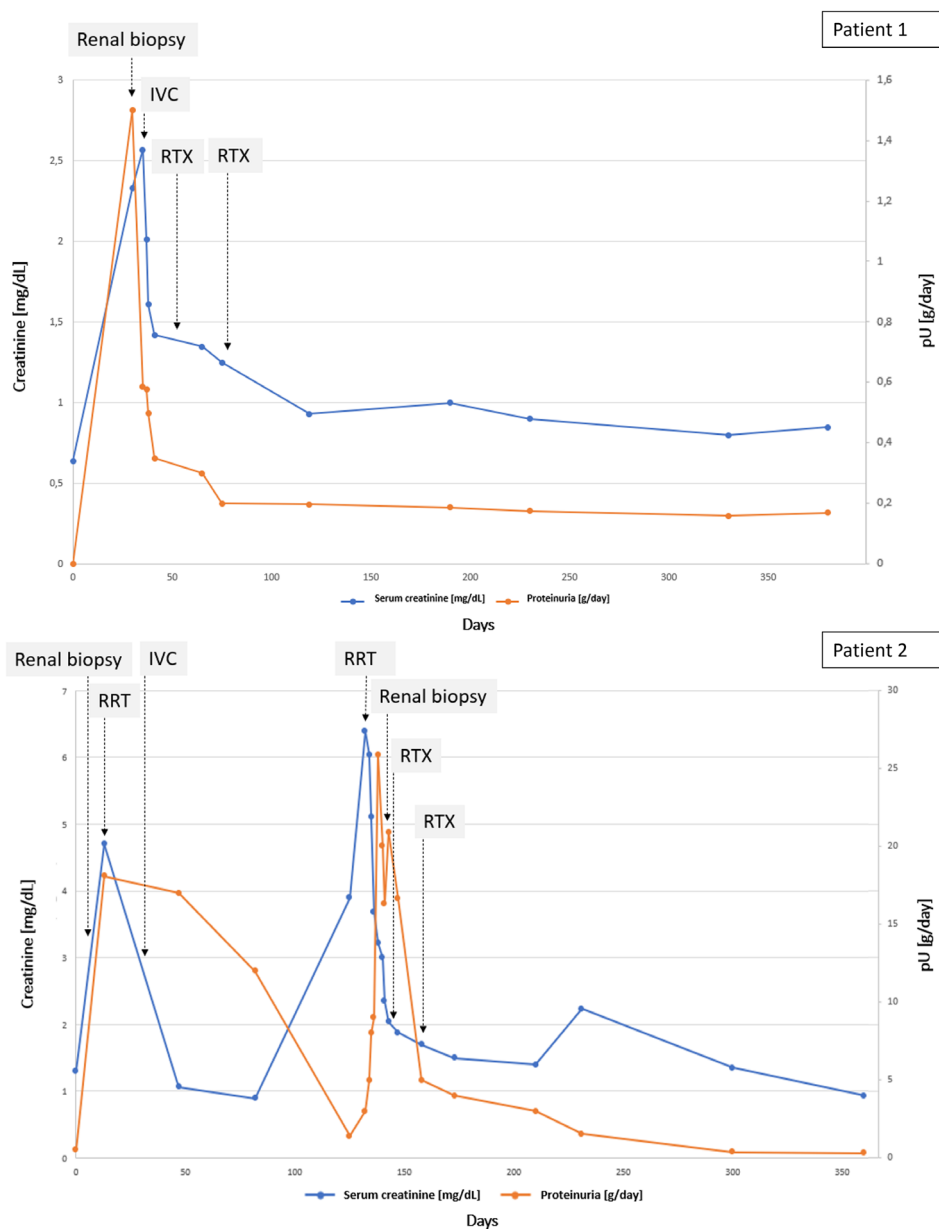 Patient 1
Renal biopsy
IVC
RTX
RTX
3
2,5
2
1,5
1
0,5
0
Creatinine [mg/dL]
1,6
1,4
1,2
1
0,8
0,6
0,4
0,2
0
pU [g/day]
0 50 100 150 200 250 300 350
Serum creatinine [mg/dL] Proteinuria [g/day]
Days
Patient 2
Renal biopsy
IVC
RRT
RRT
Renal biopsy
RTX
RTX
7
6
5
4
3
2
1
0
Creatinine [mg/dL]
30
25
20
15
10
5
0
pU [g/day]
0 50 100 150 200 250 300 350
Serum creatinine [mg/dL] Proteinuria [g/day]
Days